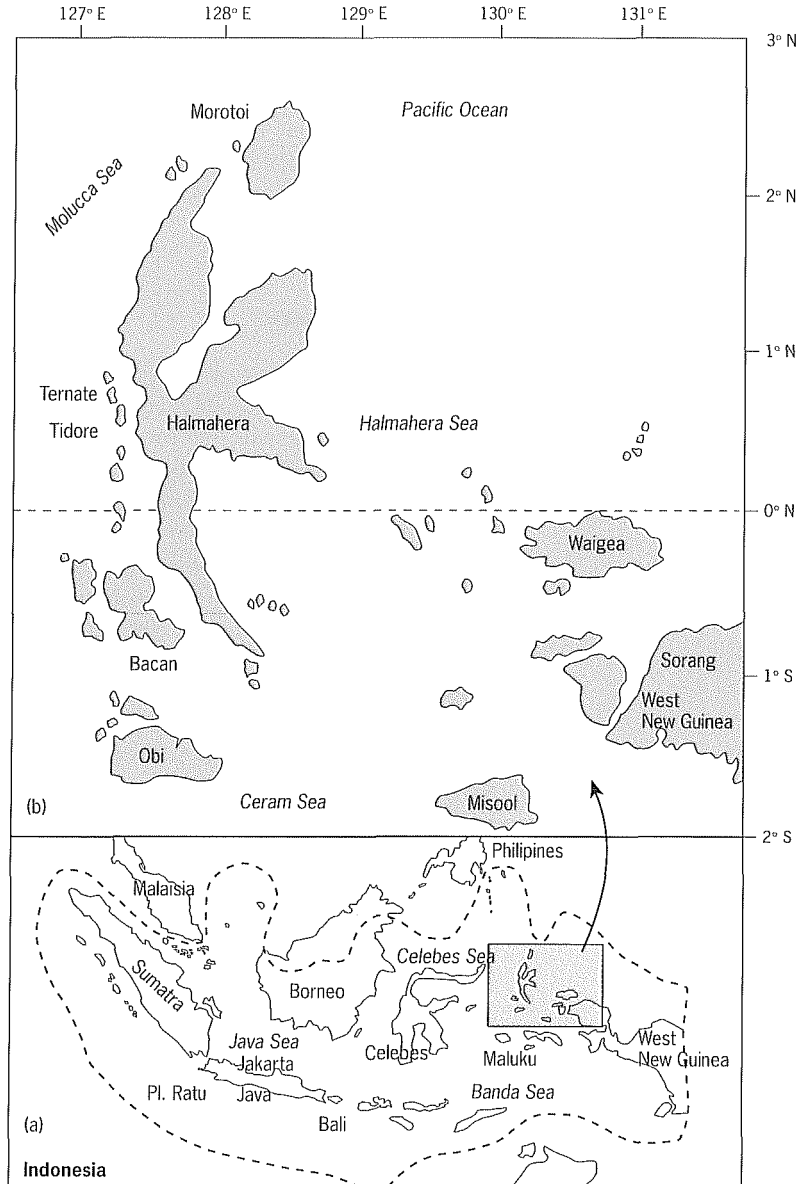 127° E 128° E 129° E 130° E 131° E
3° N
Morotoi
Pacific Ocean
Molucca Sea
2° N
1° N
Ternate
Halmahera
Halmahera Sea
Tidore
0° N
Waigea
Bacan
Sorang
1° S
West
New Guinea
Obi
(b)
Ceram Sea
Misool
2° S
Philipines
Malaisia
Celebes Sea
Sumatra
Borneo
Java Sea
Jakarta
Celebes
Maluku
West
New Guinea
Pl. Ratu
Java
Banda Sea
Bali
(a)
Indonesia